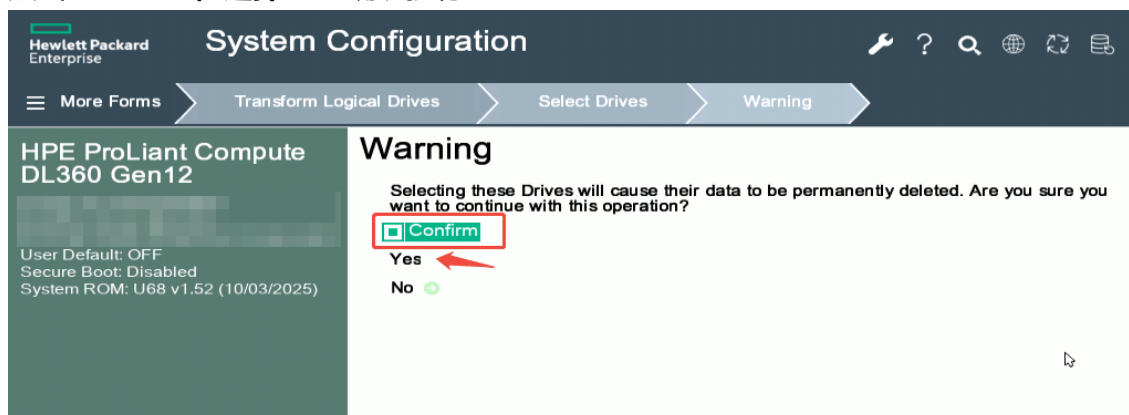 Hewlett Packard
Enterprise
System Configuration
More Forms
Transform Logical Drives
Select Drives
Warning
HPE ProLiant Compute
DL360 Gen12
User Default: OFF
Secure Boot: Disabled
System ROM: U68 v1.52 (10/03/2025)
Warning
Selecting these Drives will cause their data to be permanently deleted. Are you sure you
want to continue with this operation?
Confirm
Yes
No